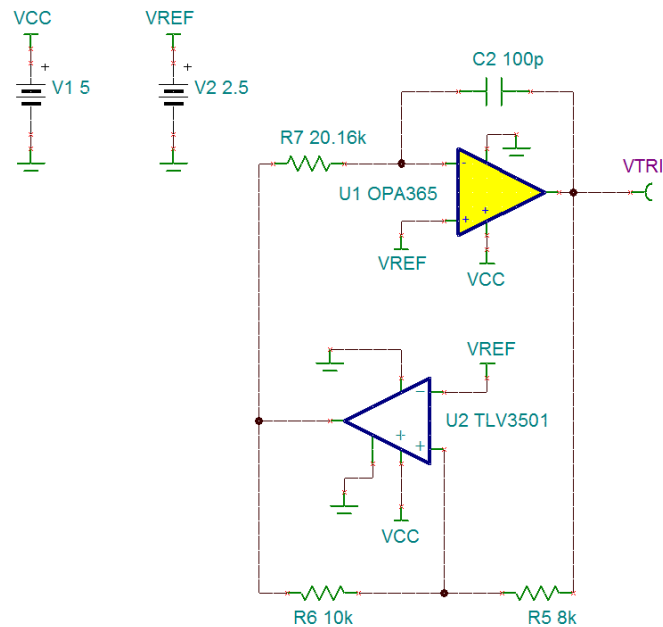 VCC
VREF
V1 5
V2 2.5
C2 100p
R7 20.16k
U1 OPA365
VREF
VCC
VREF
U2 TLV3501
VCC
R6 10k
R5 8k